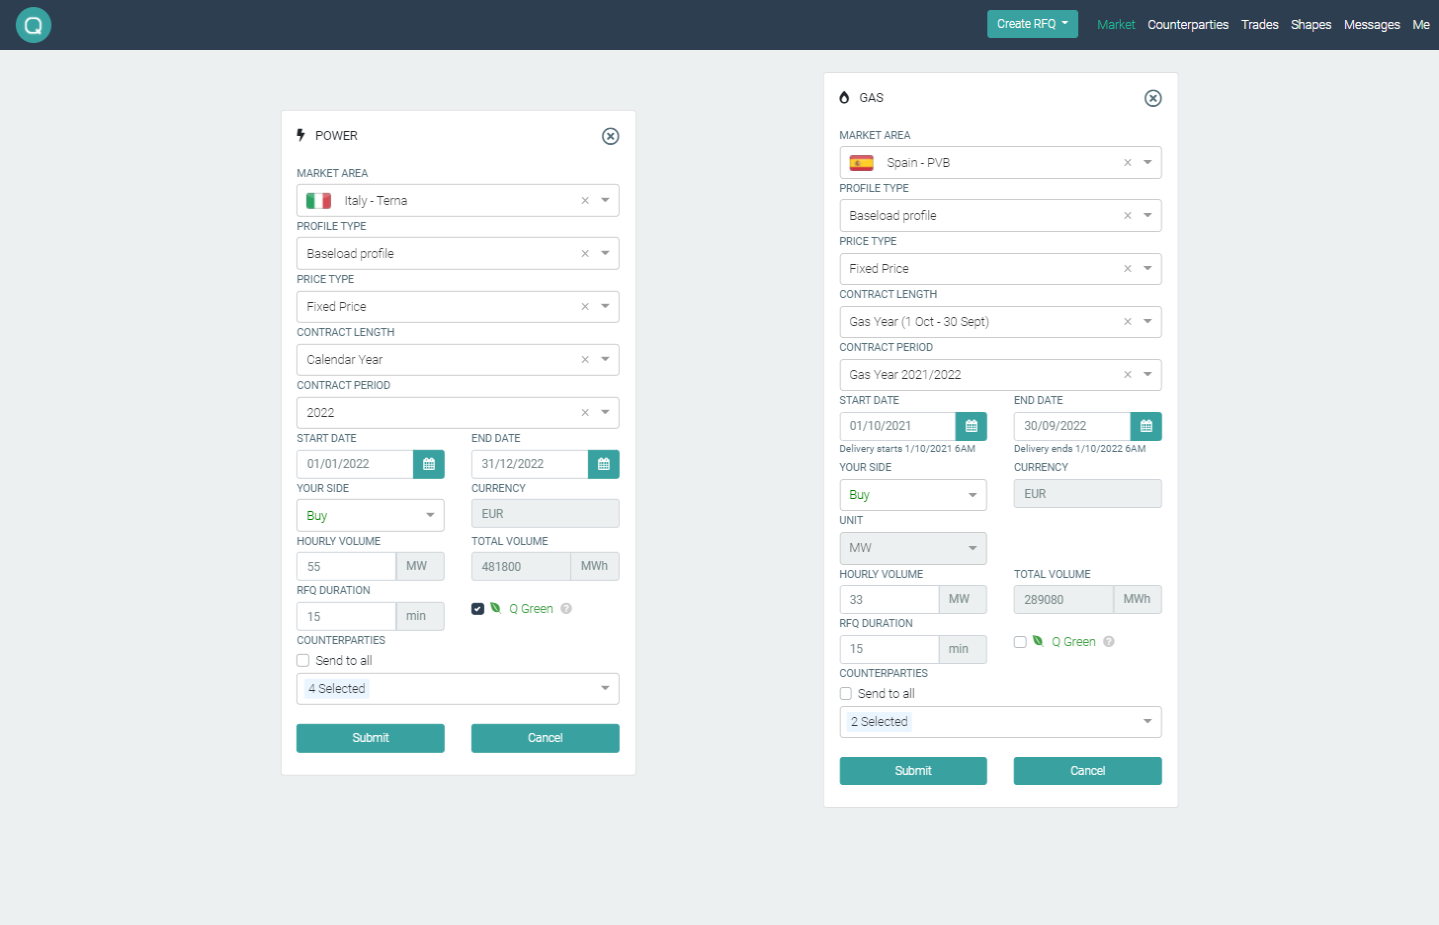 Q
Create RFQ
Market
Counterparties
Trades
Shapes
Messages
Me
POWER
MARKET AREA
Italy - Terna
PROFILE TYPE
Baseload profile
PRICE TYPE
Fixed Price
CONTRACT LENGTH
Calendar Year
CONTRACT PERIOD
2022
START DATE
END DATE
01/01/2022
31/12/2022
YOUR SIDE
CURRENCY
Buy
EUR
HOURLY VOLUME
TOTAL VOLUME
55 MW
481800 MWh
RFQ DURATION
15 min
Q Green ?
COUNTERPARTIES
Send to all
4 Selected
Submit
Cancel
GAS
MARKET AREA
Spain - PVB
PROFILE TYPE
Baseload profile
PRICE TYPE
Fixed Price
CONTRACT LENGTH
Gas Year (1 Oct - 30 Sept)
CONTRACT PERIOD
Gas Year 2021/2022
START DATE
END DATE
01/10/2021
30/09/2022
Delivery starts 1/10/2021 6AM
Delivery ends 1/10/2022 6AM
YOUR SIDE
CURRENCY
Buy
EUR
UNIT
MW
HOURLY VOLUME
TOTAL VOLUME
33 MW
289080 MWh
RFQ DURATION
15 min
Q Green ?
COUNTERPARTIES
Send to all
2 Selected
Submit
Cancel